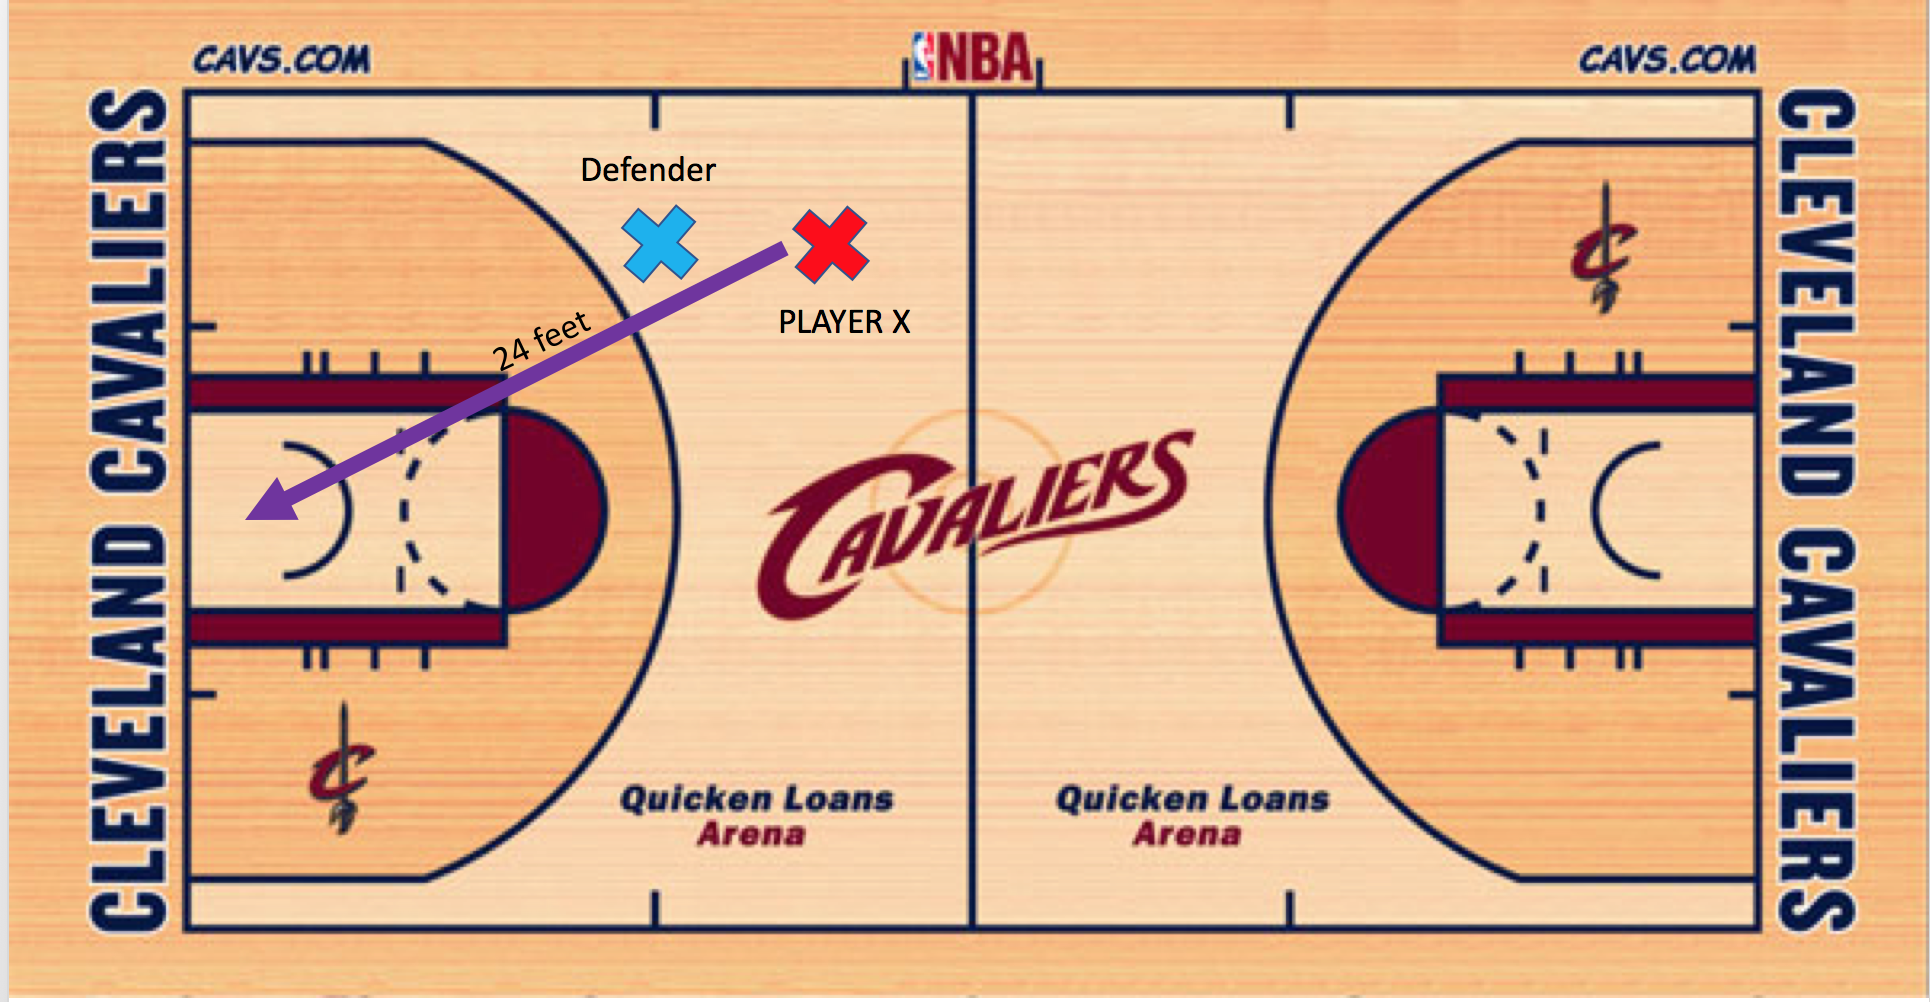 CAVS.COM
NBA
CAVS.COM
CLEVELAND CAVALIERS
CLEVELAND CAVALIERS
Defender
PLAYER X
24 feet
CAVALIERS
C
C
Quicken Loans
Arena
Quicken Loans
Arena